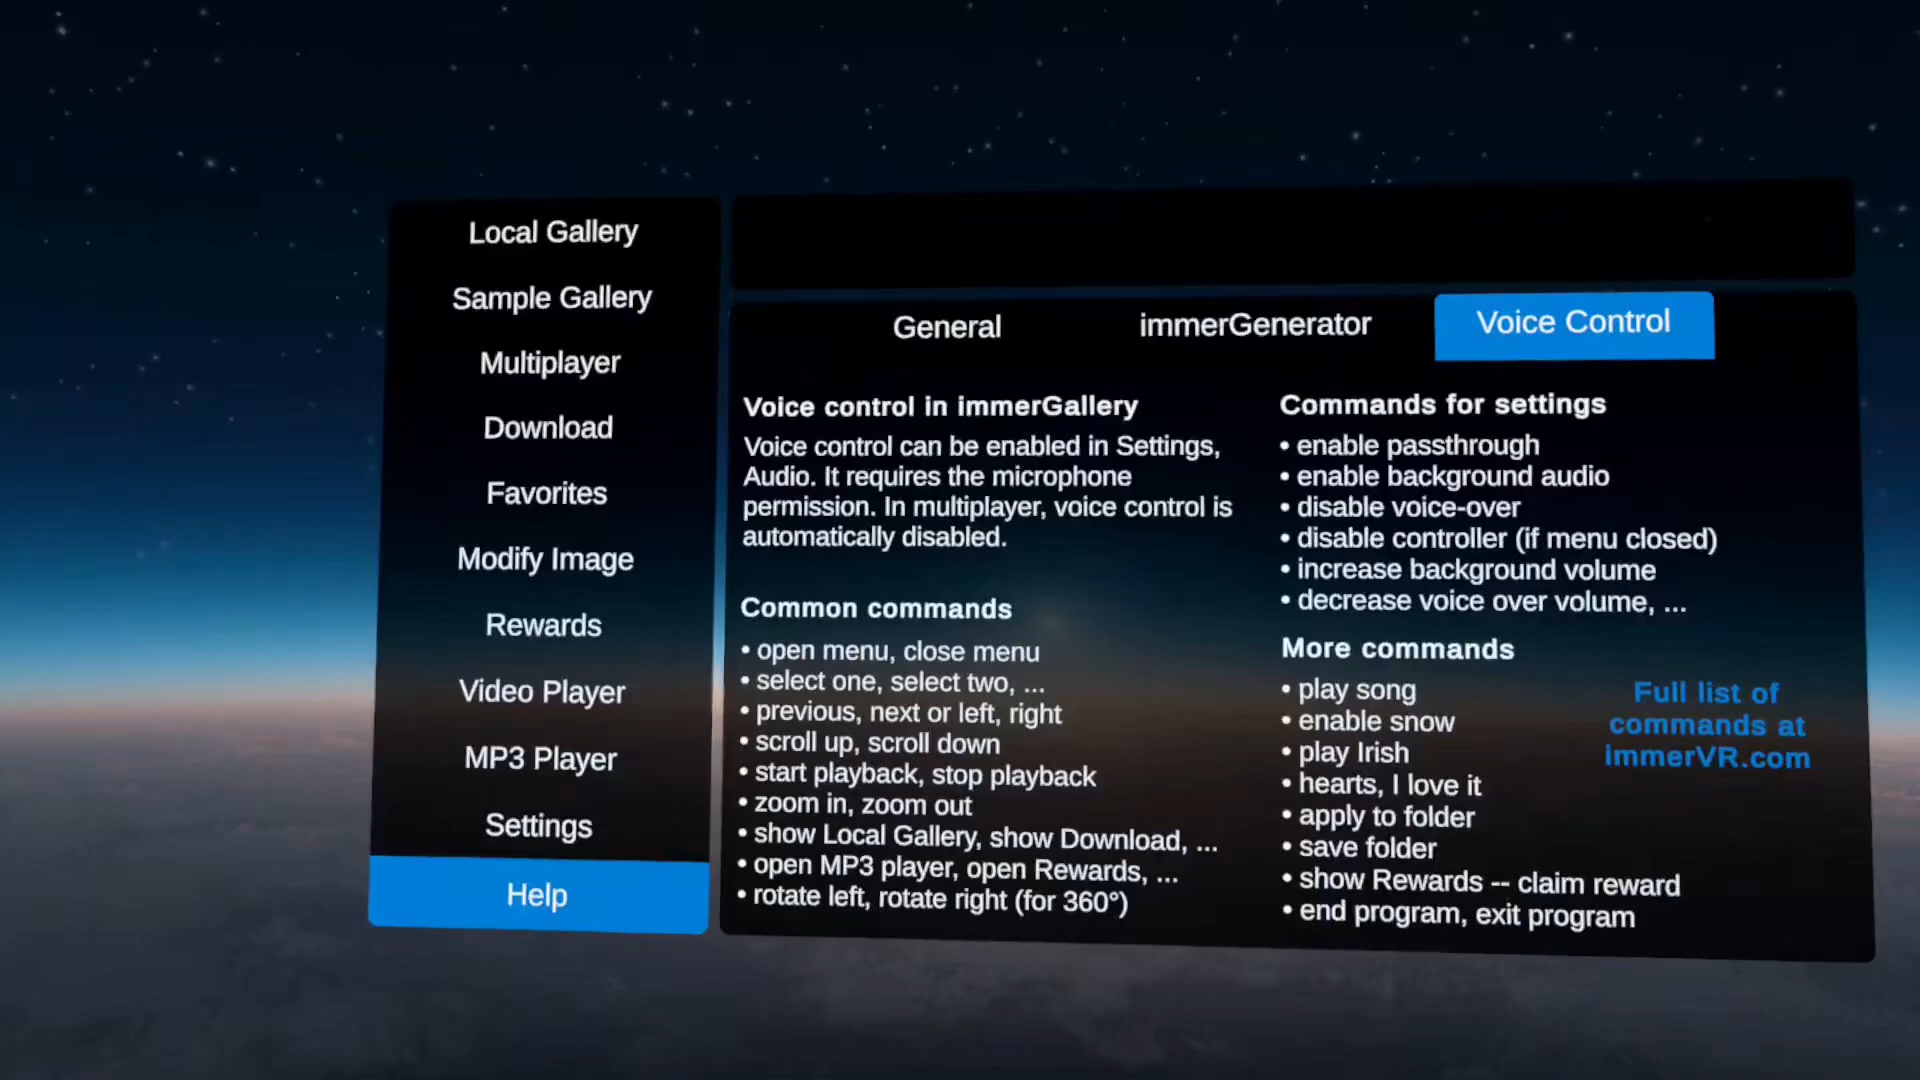 Local Gallery
Sample Gallery
Multiplayer
Download
Favorites
Modify Image
Rewards
Video Player
MP3 Player
Settings
Help
General
immerGenerator
Voice Control
Voice control in immerGallery
Voice control can be enabled in Settings,
Audio. It requires the microphone
permission. In multiplayer, voice control is
automatically disabled.
Common commands
• open menu, close menu
• select one, select two, ...
• previous, next or left, right
• scroll up, scroll down
• start playback, stop playback
• zoom in, zoom out
• show Local Gallery, show Download, ...
• open MP3 player, open Rewards, ...
• rotate left, rotate right (for 360°)
Commands for settings
• enable passthrough
• enable background audio
• disable voice-over
• disable controller (if menu closed)
• increase background volume
• decrease voice over volume, ...
More commands
• play song
• enable snow
• play Irish
• hearts, I love it
• apply to folder
• save folder
• show Rewards -- claim reward
• end program, exit program
Full list of
commands at
immerVR.com